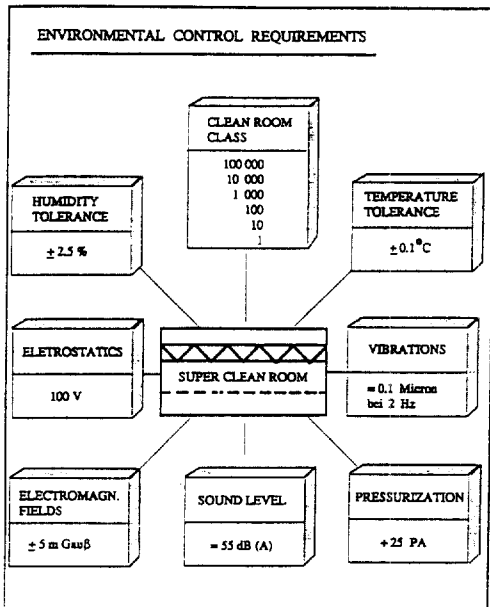 ENVIRONMENTAL CONTROL REQUIREMENTS
CLEAN ROOM
CLASS
100 000
10 000
1 000
100
10
1
HUMIDITY
TOLERANCE
± 2.5 %
TEMPERATURE
TOLERANCE
± 0.1°C
ELETROSTATICS
100 V
SUPER CLEAN ROOM
VIBRATIONS
= 0.1 Micron
bei 2 Hz
ELECTROMAGN.
FIELDS
± 5 m Gauß
SOUND LEVEL
= 55 dB (A)
PRESSURIZATION
+ 25 PA